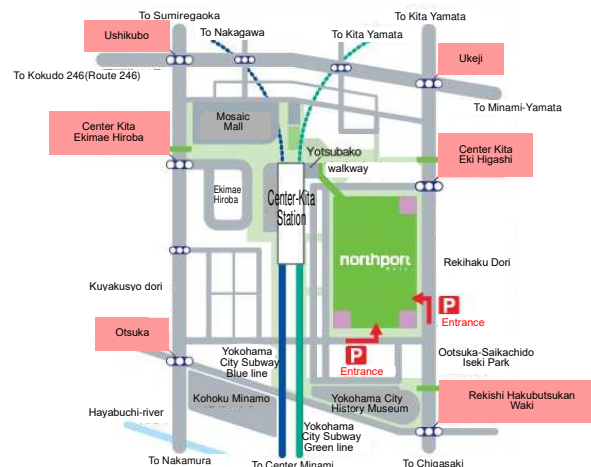 To Sumiregaoka
To Kita Yamata
Ushikubo
To Nakagawa
To Kita Yamata
Ukeji
To Kokudo 246(Route 246)
To Minami-Yamata
Mosaic
Mall
Center Kita
Ekimae Hiroba
Yotsubako
walkway
Center Kita
Eki Higashi
Ekimae
Hiroba
Center-Kita
Station
northport
Rekihaku Dori
Kuyakusyo dori
P
Entrance
Otsuka
P
Entrance
Yokohama
City Subway
Blue line
Ootsuka-Saikachido
Iseki Park
Kohoku Minamo
Yokohama City
History Museum
Rekishi Hakubutsukan
Waki
Hayabuchi-river
Yokohama
City Subway
Green line
To Nakamura
To Center Minami
To Chigasaki